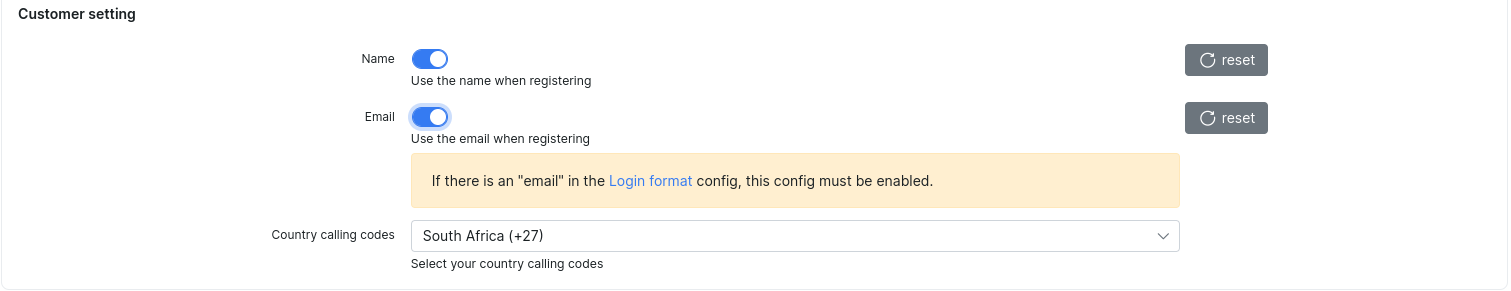 Customer setting
Name
reset
Use the name when registering
Email
reset
Use the email when registering
If there is an "email" in the Login format config, this config must be enabled.
Country calling codes
South Africa (+27)
Select your country calling codes